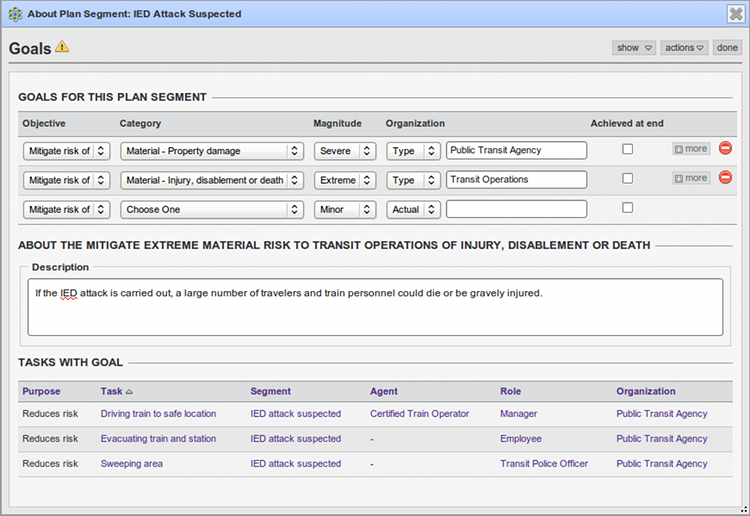 About Plan Segment: IED Attack Suspected
Goals
show actions done
GOALS FOR THIS PLAN SEGMENT
Objective Category Magnitude Organization Achieved at end
Mitigate risk of Material - Property damage Severe Type Public Transit Agency more
Mitigate risk of Material - Injury, disablement or death Extreme Type Transit Operations more
Mitigate risk of Choose One Minor Actual
ABOUT THE MITIGATE EXTREME MATERIAL RISK TO TRANSIT OPERATIONS OF INJURY, DISABLEMENT OR DEATH
Description
If the IED attack is carried out, a large number of travelers and train personnel could die or be gravely injured.
TASKS WITH GOAL
Purpose Task Segment Agent Role Organization
Reduces risk Driving train to safe location IED attack suspected Certified Train Operator Manager Public Transit Agency
Reduces risk Evacuating train and station IED attack suspected - Employee Public Transit Agency
Reduces risk Sweeping area IED attack suspected - Transit Police Officer Public Transit Agency